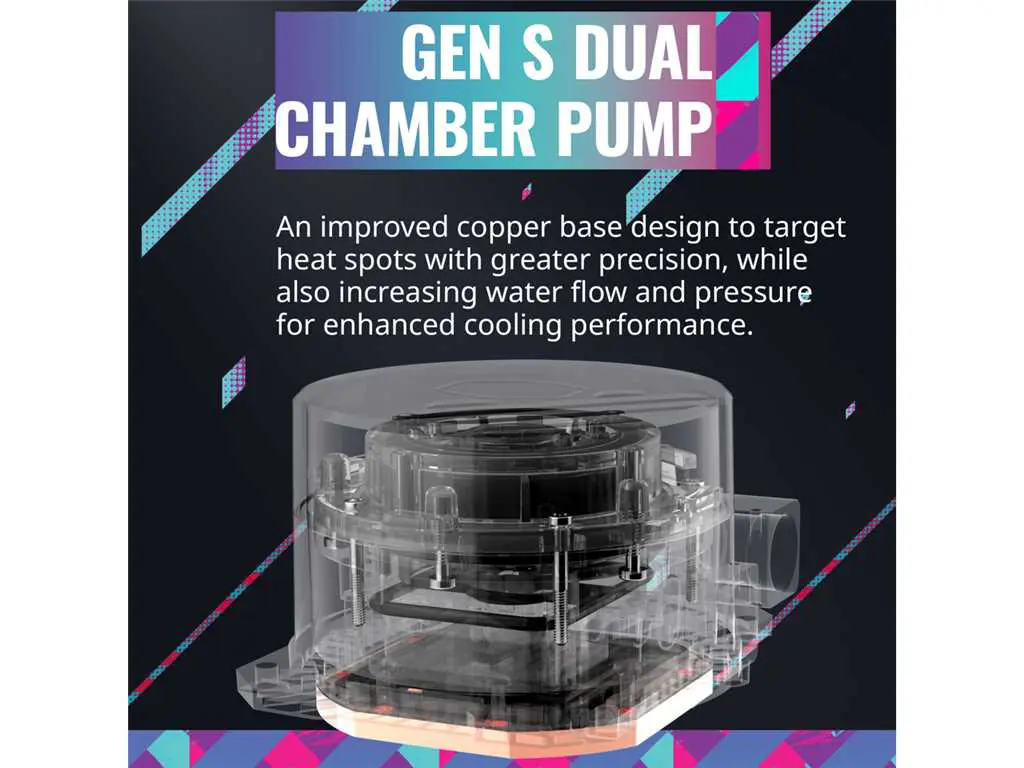 GEN S DUAL
CHAMBER PUMP
An improved copper base design to target
heat spots with greater precision, while
also increasing water flow and pressure
for enhanced cooling performance.